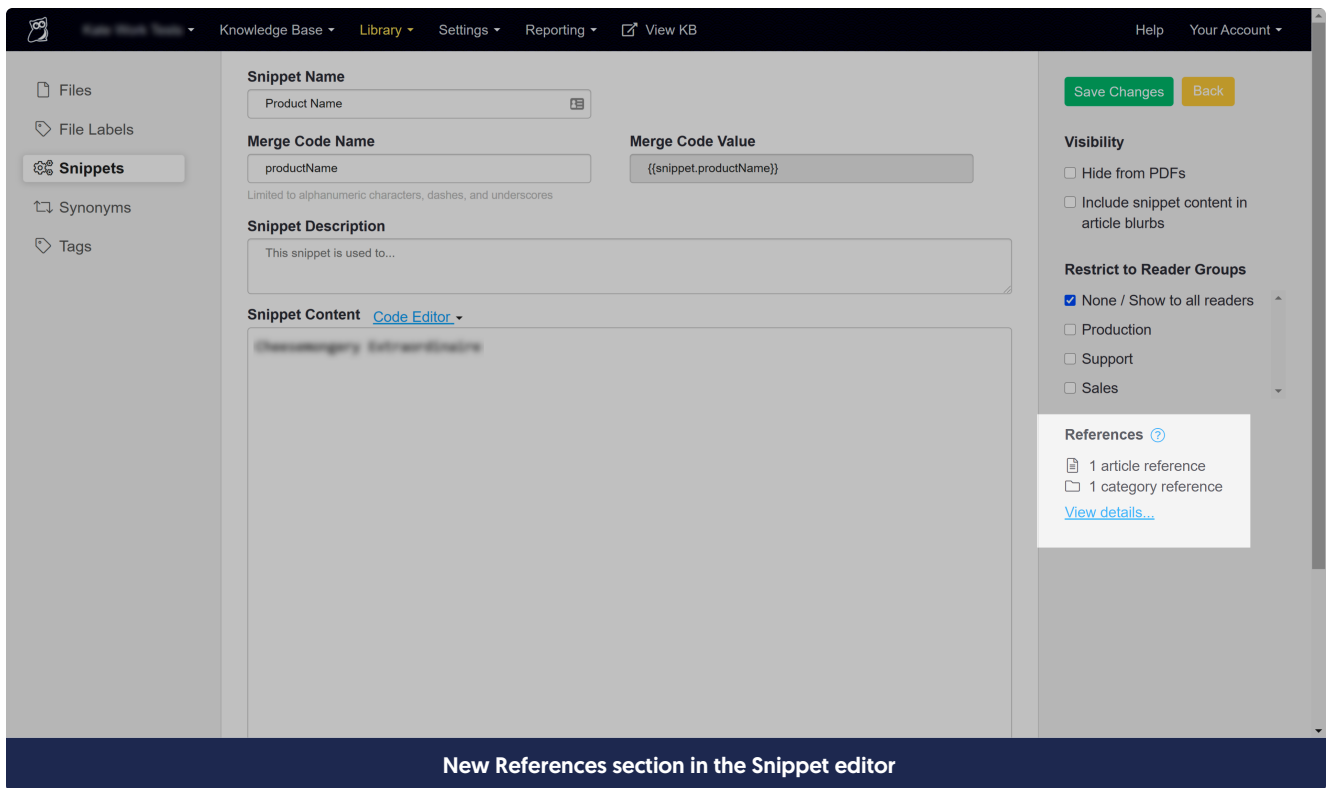 Knowledge Base Library Settings Reporting View KB Help Your Account
Files
File Labels
Snippets
Synonyms
Tags
Snippet Name
Product Name
Merge Code Name
productName
Limited to alphanumeric characters, dashes, and underscores
Merge Code Value
{{snippet.productName}}
Snippet Description
This snippet is used to...
Snippet Content Code Editor
Save Changes Back
Visibility
Hide from PDFs
Include snippet content in
article blurbs
Restrict to Reader Groups
None / Show to all readers
Production
Support
Sales
References ?
1 article reference
1 category reference
View details...
New References section in the Snippet editor